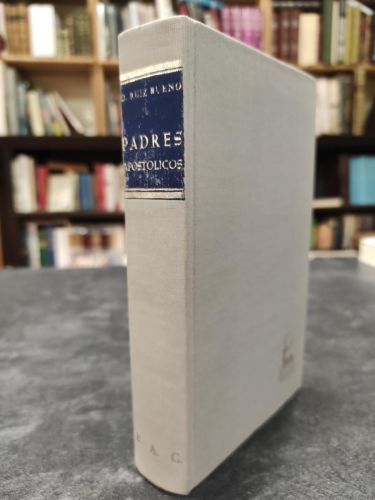 D. RUIZ BUENO
PADRES
APOSTOLICOS
B. A. C.